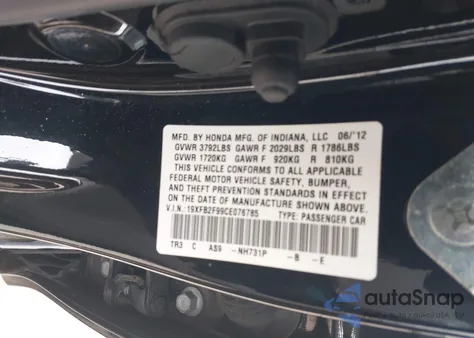 MFD. BY HONDA MFG. OF INDIANA, LLC 06/'12
GVWR 3792LBS GAWR F 2029LBS R 1786LBS
GVWR 1720KG GAWR F 920KG R 810KG
THIS VEHICLE CONFORMS TO ALL APPLICABLE
FEDERAL MOTOR VEHICLE SAFETY, BUMPER,
AND THEFT PREVENTION STANDARDS IN EFFECT
ON THE DATE OF MANUFACTURE SHOWN ABOVE.
V.I.N.: 19XFB2F99CE076785 TYPE: PASSENGER CAR
TR3 C AS9 -NH731P -B -E
autoSnap